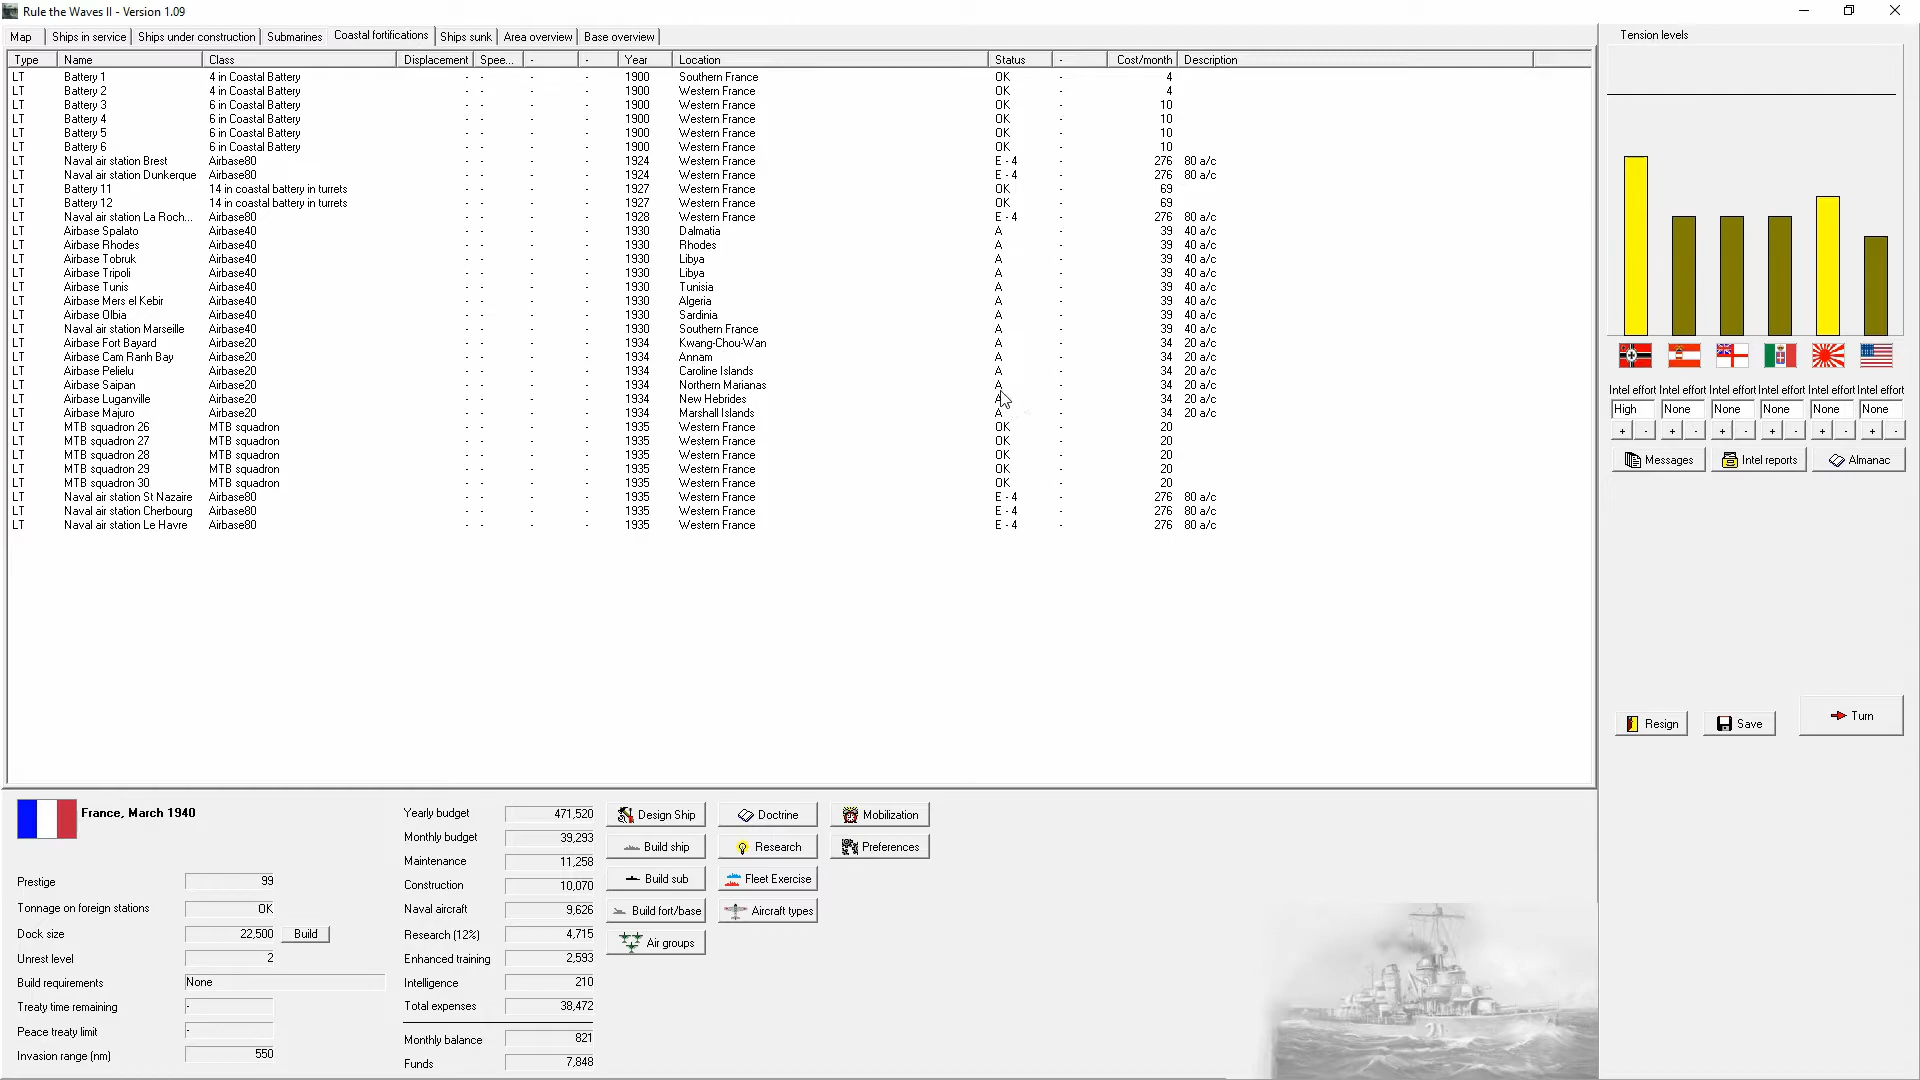 Rule the Waves II - Version 1.09
Map Ships in service Ships under construction Submarines Coastal fortifications Ships sunk Area overview Base overview
Type Name Class Displacement Spee... - - Year Location Status - Cost/month Description
LT Battery 1 4 in Coastal Battery - - - - 1900 Southern France OK - 4
LT Battery 2 4 in Coastal Battery - - - - 1900 Western France OK - 4
LT Battery 3 6 in Coastal Battery - - - - 1900 Western France OK - 10
LT Battery 4 6 in Coastal Battery - - - - 1900 Western France OK - 10
LT Battery 5 6 in Coastal Battery - - - - 1900 Western France OK - 10
LT Battery 6 6 in Coastal Battery - - - - 1900 Western France OK - 10
LT Naval air station Brest Airbase80 - - - - 1924 Western France E - 4 - 276 80 a/c
LT Naval air station Dunkerque Airbase80 - - - - 1924 Western France E - 4 - 276 80 a/c
LT Battery 11 14 in coastal battery in turrets - - - - 1927 Western France OK - 69
LT Battery 12 14 in coastal battery in turrets - - - - 1927 Western France OK - 69
LT Naval air station La Roch... Airbase80 - - - - 1928 Western France E - 4 - 276 80 a/c
LT Airbase Spalato Airbase40 - - - - 1930 Dalmatia A - 39 40 a/c
LT Airbase Rhodes Airbase40 - - - - 1930 Rhodes A - 39 40 a/c
LT Airbase Tobruk Airbase40 - - - - 1930 Libya A - 39 40 a/c
LT Airbase Tripoli Airbase40 - - - - 1930 Libya A - 39 40 a/c
LT Airbase Tunis Airbase40 - - - - 1930 Tunisia A - 39 40 a/c
LT Airbase Mers el Kebir Airbase40 - - - - 1930 Algeria A - 39 40 a/c
LT Airbase Olbia Airbase40 - - - - 1930 Sardinia A - 39 40 a/c
LT Naval air station Marseille Airbase40 - - - - 1930 Southern France A - 39 40 a/c
LT Airbase Fort Bayard Airbase20 - - - - 1934 Kwang-Chou-Wan A - 34 20 a/c
LT Airbase Cam Ranh Bay Airbase20 - - - - 1934 Annam A - 34 20 a/c
LT Airbase Pelielu Airbase20 - - - - 1934 Caroline Islands A - 34 20 a/c
LT Airbase Saipan Airbase20 - - - - 1934 Northern Marianas A - 34 20 a/c
LT Airbase Luganville Airbase20 - - - - 1934 New Hebrides A - 34 20 a/c
LT Airbase Majuro Airbase20 - - - - 1934 Marshall Islands A - 34 20 a/c
LT MTB squadron 26 MTB squadron - - - - 1935 Western France OK - 20
LT MTB squadron 27 MTB squadron - - - - 1935 Western France OK - 20
LT MTB squadron 28 MTB squadron - - - - 1935 Western France OK - 20
LT MTB squadron 29 MTB squadron - - - - 1935 Western France OK - 20
LT MTB squadron 30 MTB squadron - - - - 1935 Western France OK - 20
LT Naval air station St Nazaire Airbase80 - - - - 1935 Western France E - 4 - 276 80 a/c
LT Naval air station Cherbourg Airbase80 - - - - 1935 Western France E - 4 - 276 80 a/c
LT Naval air station Le Havre Airbase80 - - - - 1935 Western France E - 4 - 276 80 a/c
Tension levels
Intel effort Intel effort Intel effort Intel effort Intel effort Intel effort
High None None None None None
+ - + - + - + - + - + -
Messages Intel reports Almanac
Resign Save Turn
France, March 1940
Prestige 99
Tonnage on foreign stations OK
Dock size 22,500 Build
Unrest level 2
Build requirements None
Treaty time remaining -
Peace treaty limit -
Invasion range (nm) 550
Yearly budget 471,520
Monthly budget 39,293
Maintenance 11,258
Construction 10,070
Naval aircraft 9,626
Research (12%) 4,715
Enhanced training 2,593
Intelligence 210
Total expenses 38,472
Monthly balance 821
Funds 7,848
Design Ship Doctrine Mobilization
Build ship Research Preferences
Build sub Fleet Exercise
Build fort/base Aircraft types
Air groups